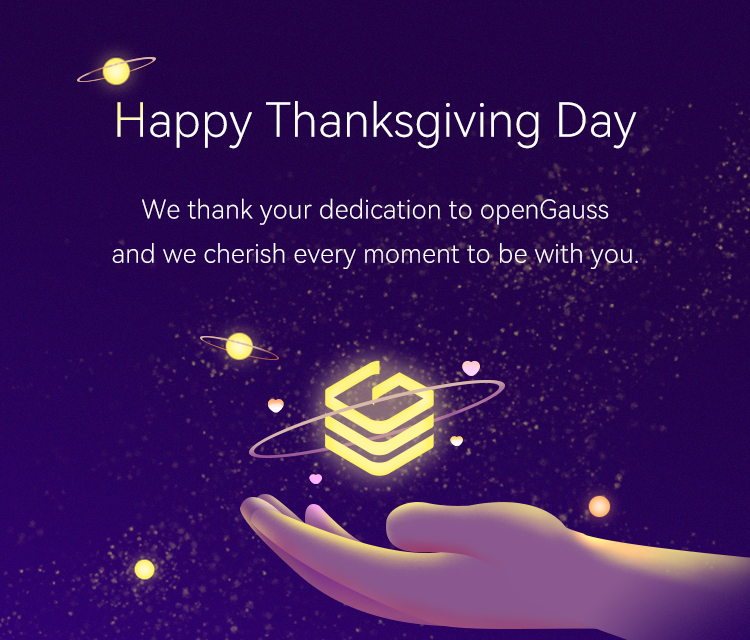 Happy Thanksgiving Day
We thank your dedication to openGauss
and we cherish every moment to be with you.